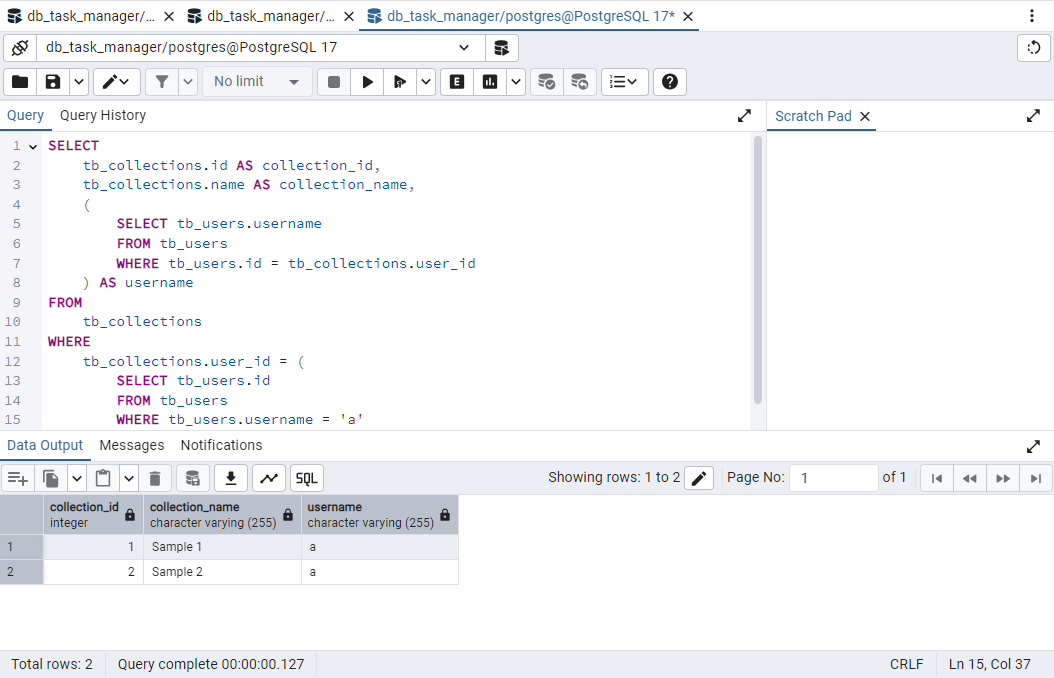 db_task_manager/... db_task_manager/... db_task_manager/postgres@PostgreSQL 17*
db_task_manager/postgres@PostgreSQL 17
No limit
E
Query Query History
Scratch Pad
1 SELECT
2 tb_collections.id AS collection_id,
3 tb_collections.name AS collection_name,
4 (
5 SELECT tb_users.username
6 FROM tb_users
7 WHERE tb_users.id = tb_collections.user_id
8 ) AS username
9 FROM
10 tb_collections
11 WHERE
12 tb_collections.user_id = (
13 SELECT tb_users.id
14 FROM tb_users
15 WHERE tb_users.username = 'a'
Data Output Messages Notifications
SQL Showing rows: 1 to 2 Page No: 1 of 1
collection_id collection_name username
integer character varying (255) character varying (255)
1 1 Sample 1 a
2 2 Sample 2 a
Total rows: 2 Query complete 00:00:00.127 CRLF Ln 15, Col 37